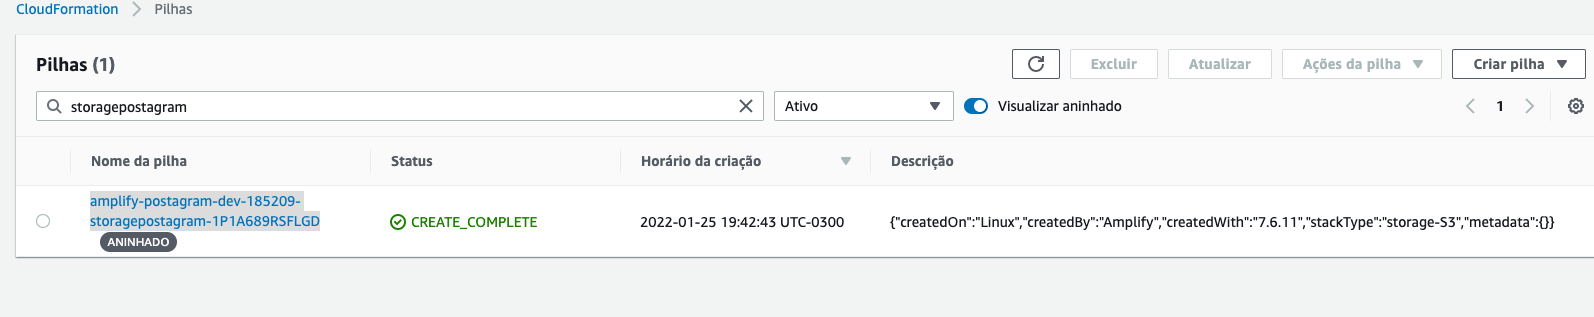 CloudFormation > Pilhas
Pilhas (1)
Excluir
Atualizar
Ações da pilha
Criar pilha
storagepostagram
Ativo
Visualizar aninhado
1
Nome da pilha
Status
Horário da criação
Descrição
amplify-postagram-dev-185209-
storagepostagram-1P1A689RSFLGD
ANINHADO
CREATE_COMPLETE
2022-01-25 19:42:43 UTC-0300
{"createdOn":"Linux","createdBy":"Amplify","createdWith":"7.6.11","stackType":"storage-S3","metadata":{}}